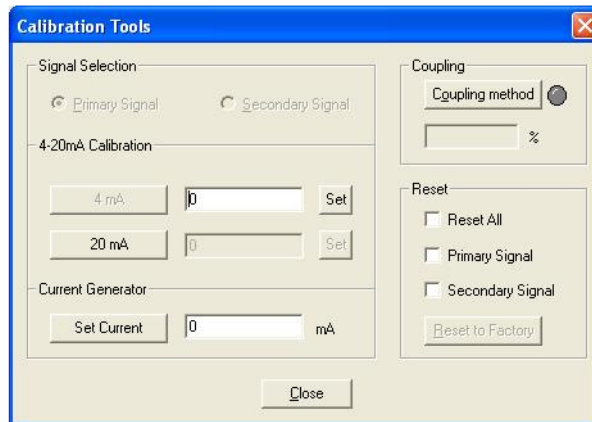 Calibration Tools
Signal Selection
Primary Signal
Secondary Signal
4-20mA Calibration
4 mA
0
Set
20 mA
0
Set
Current Generator
Set Current
0
mA
Coupling
Coupling method
%
Reset
Reset All
Primary Signal
Secondary Signal
Reset to Factory
Close